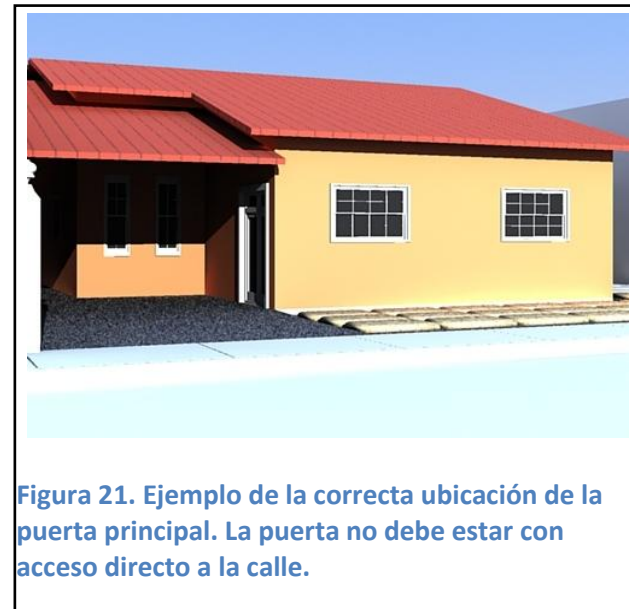 Figura 21. Ejemplo de la correcta ubicación de la
puerta principal. La puerta no debe estar con
acceso directo a la calle.